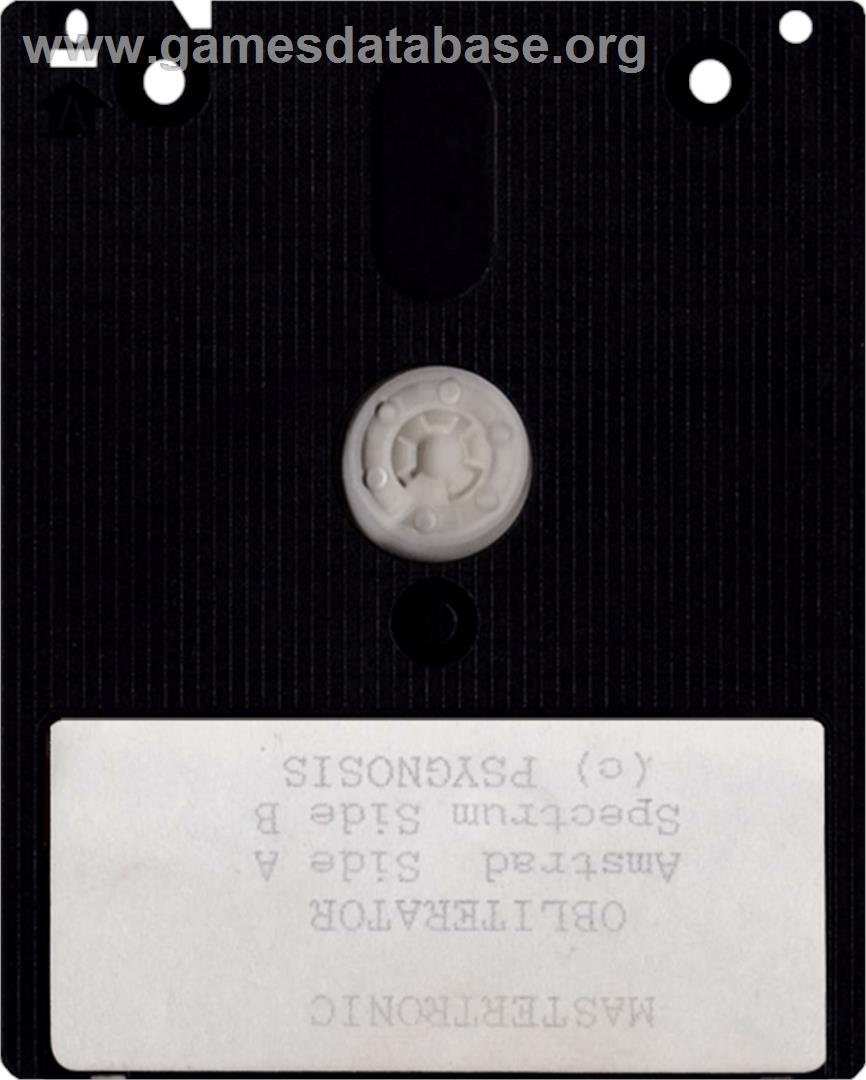 www.gamesdatabase.org
MASTERTRONIC
OBLITERATOR
Amstrad Side A
Spectrum Side B
(c) PSYGNOSIS